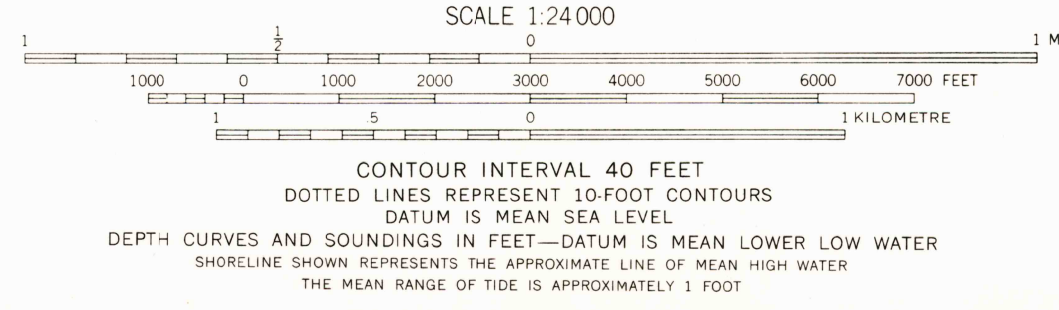 SCALE 1:24 000
1 1/2 0 1 M
1000 0 1000 2000 3000 4000 5000 6000 7000 FEET
1 .5 0 1 KILOMETRE
CONTOUR INTERVAL 40 FEET
DOTTED LINES REPRESENT 10-FOOT CONTOURS
DATUM IS MEAN SEA LEVEL
DEPTH CURVES AND SOUNDINGS IN FEET—DATUM IS MEAN LOWER LOW WATER
SHORELINE SHOWN REPRESENTS THE APPROXIMATE LINE OF MEAN HIGH WATER
THE MEAN RANGE OF TIDE IS APPROXIMATELY 1 FOOT